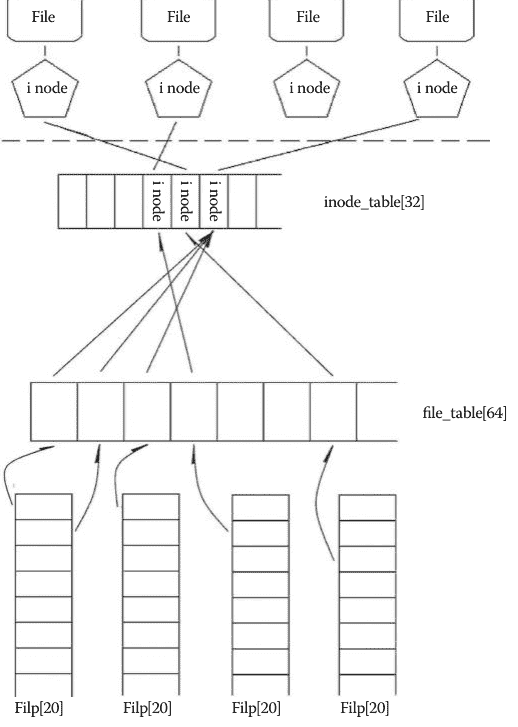 File File File File
i node i node i node i node
i node i node i node
inode_table[32]
file_table[64]
Filp[20] Filp[20] Filp[20] Filp[20]